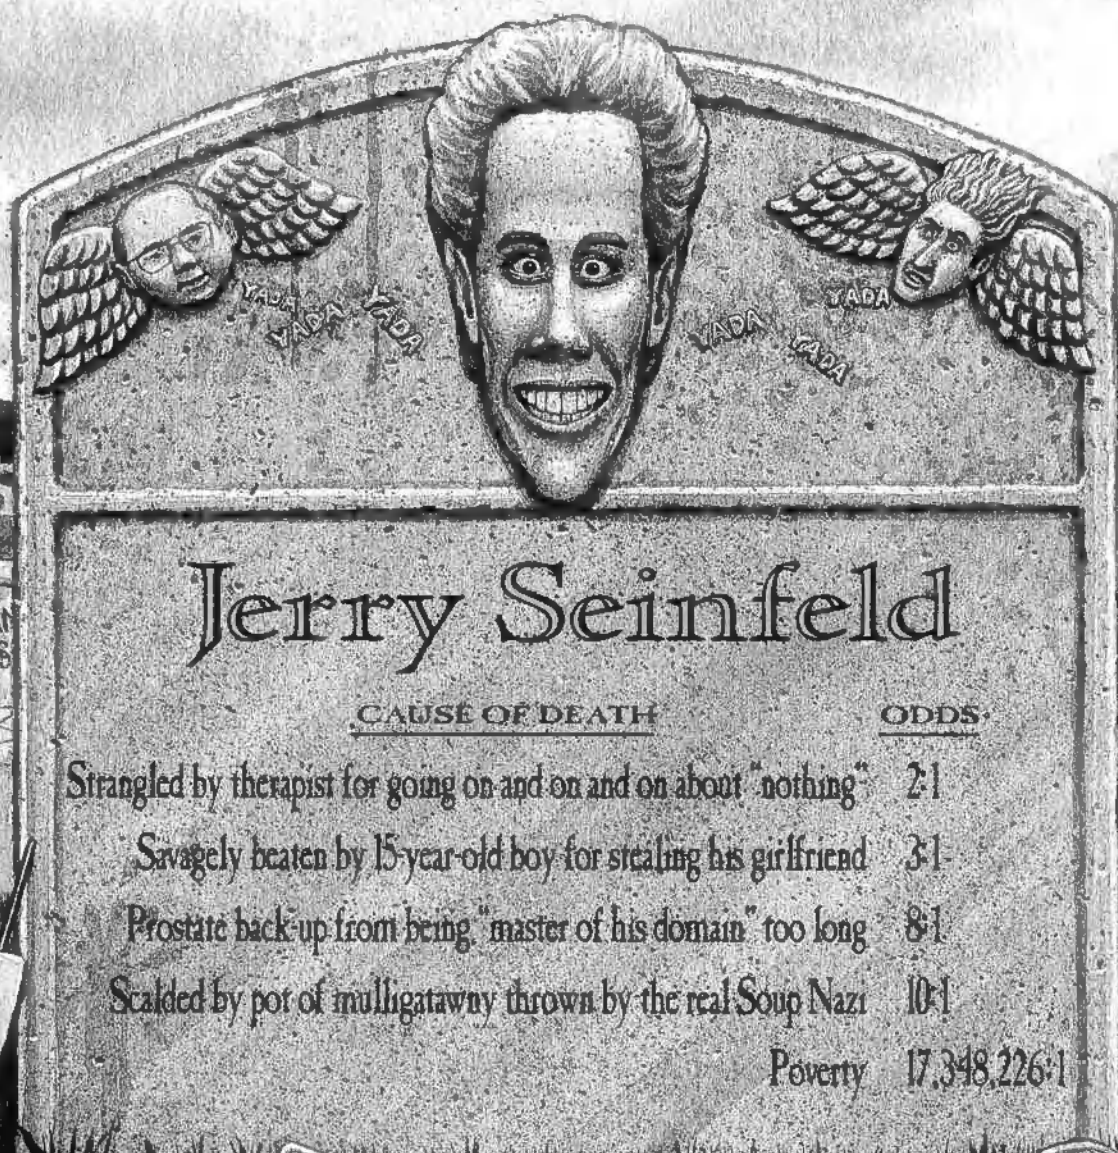 YADA
YADA
YADA
YADA
YADA
YADA
Jerry Seinfeld
CAUSE OF DEATH ODDS
Strangled by therapist for going on and on and on about "nothing" 2:1
Savagely beaten by 15-year-old boy for stealing his girlfriend 3:1
Prostate back-up from being "master of his domain" too long 8:1
Scalded by pot of mulligatawny thrown by the real Soup Nazi 10:1
Poverty 17,348,226:1